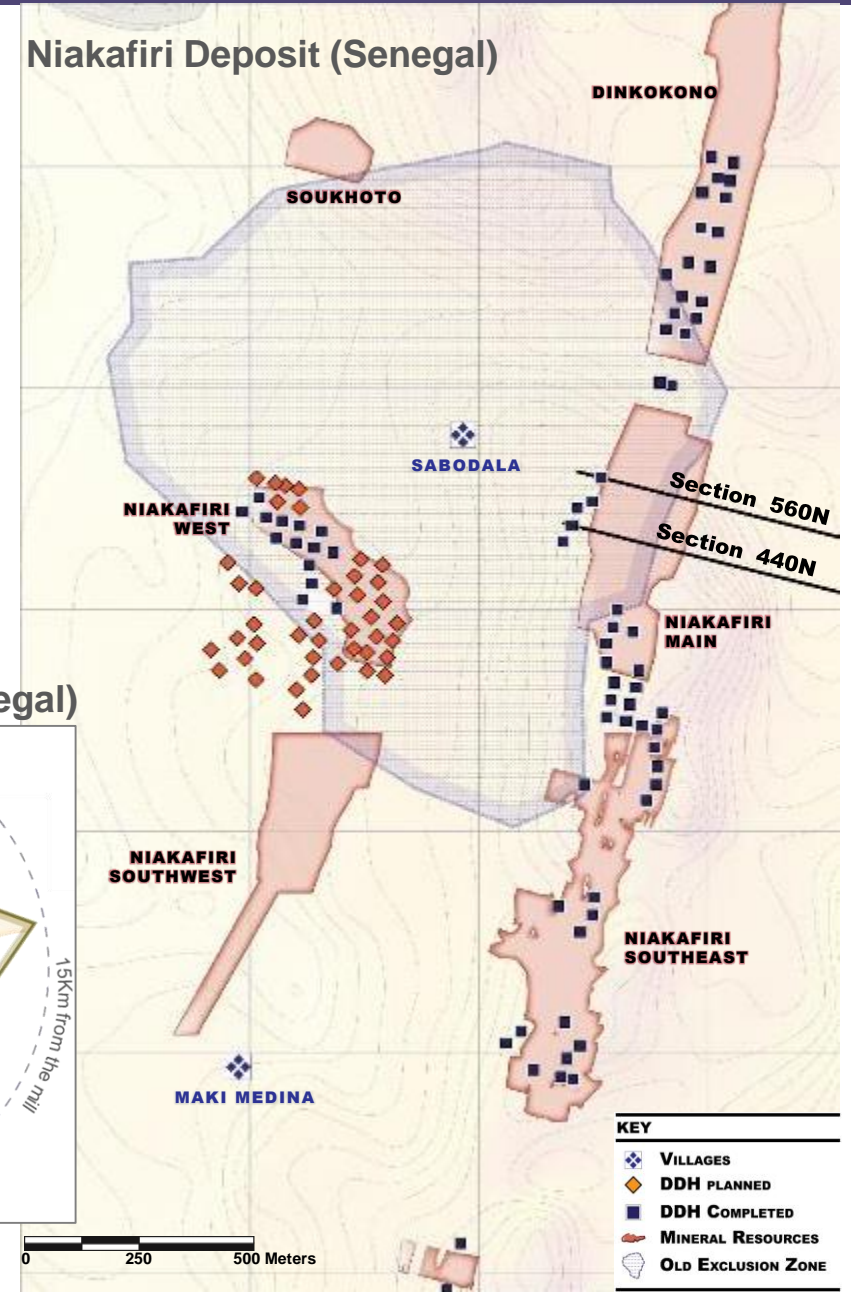 Niakafiri Deposit (Senegal)
DINKOKONO
SOUKHOTO
SABODALA
Section 560N
NIAKAFIRI
WEST
Section 440N
NIAKAFIRI
MAIN
egal)
NIAKAFIRI
SOUTHWEST
NIAKAFIRI
SOUTHEAST
15Km from the mill
MAKI MEDINA
KEY
VILLAGES
DDH PLANNED
DDH COMPLETED
MINERAL RESOURCES
OLD EXCLUSION ZONE
0 250 500 Meters